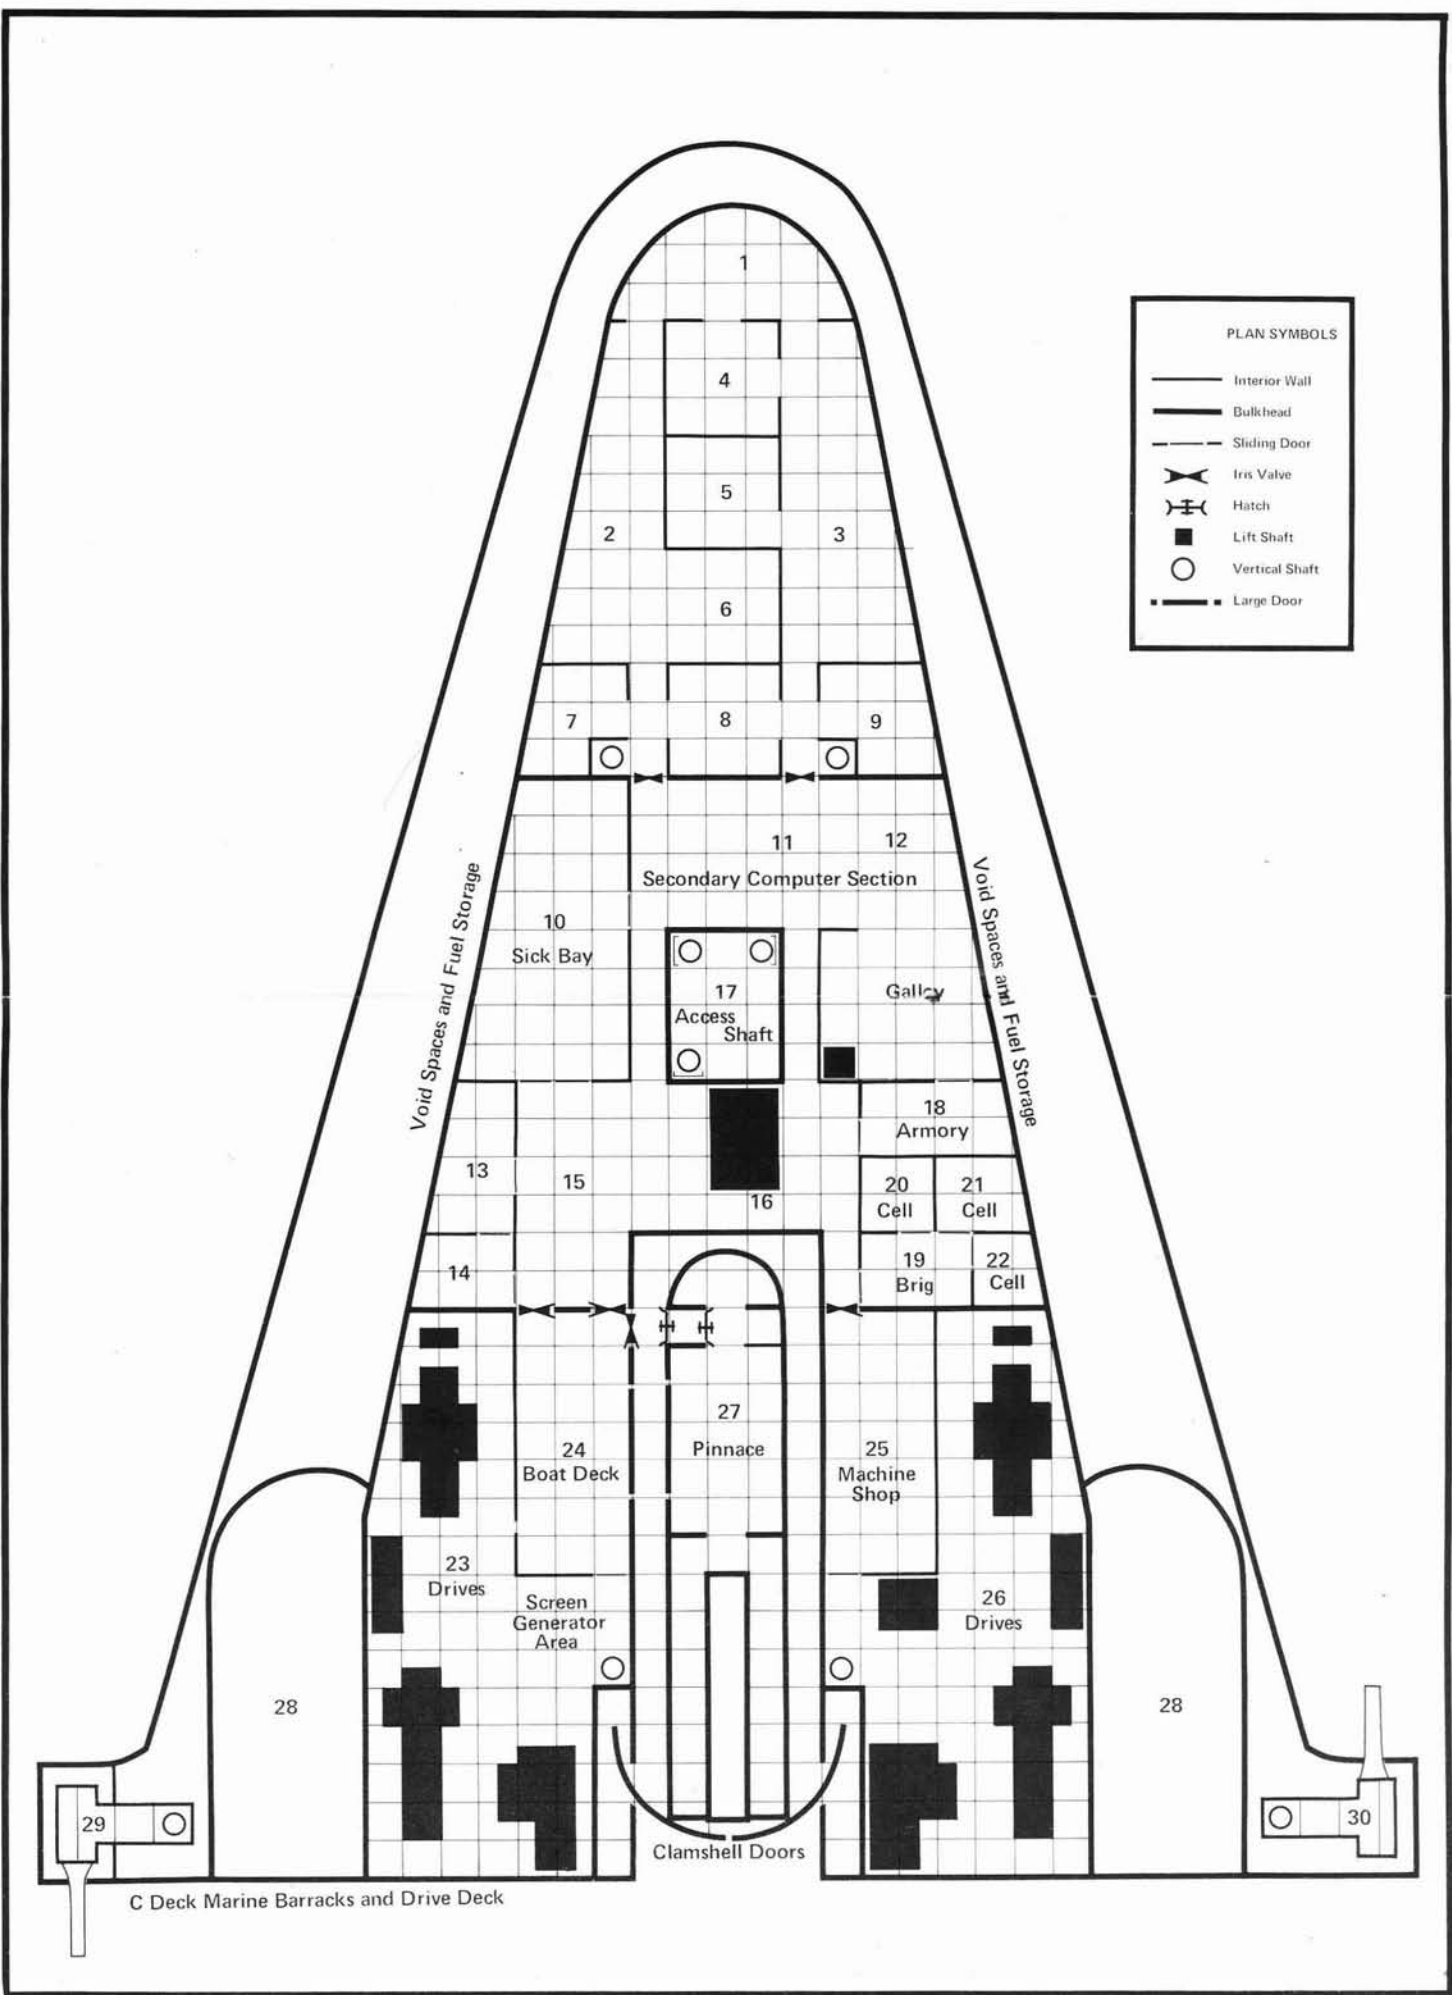 1
PLAN SYMBOLS
Interior Wall
Bulkhead
Sliding Door
Iris Valve
Hatch
Lift Shaft
Vertical Shaft
Large Door
4
5
2
3
6
7
8
9
11
12
Secondary Computer Section
10
Sick Bay
Void Spaces and Fuel Storage
Void Spaces and Fuel Storage
17
Access
Shaft
Galley
18
Armory
13
15
16
20
Cell
21
Cell
14
19
Brig
22
Cell
27
Pinnace
24
Boat Deck
25
Machine
Shop
23
Drives
Screen
Generator
Area
26
Drives
28
28
29
30
Clamshell Doors
C Deck Marine Barracks and Drive Deck